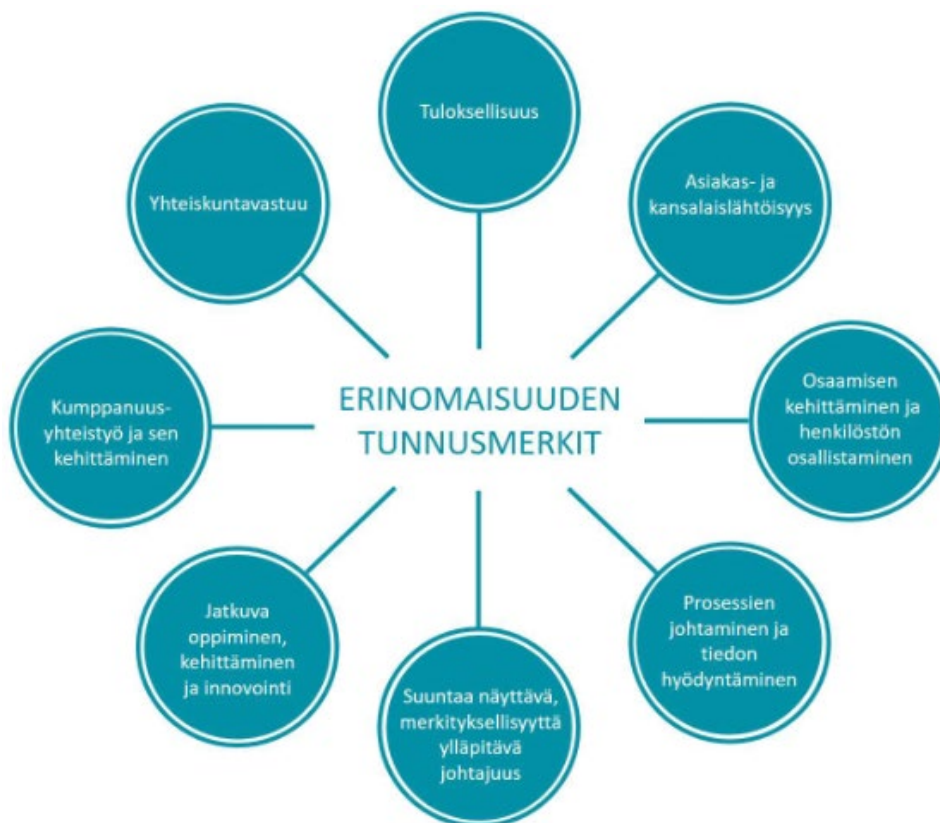 Tuloksellisuus
Asiakas- ja
kansalaislähtöisyys
Osaamisen
kehittäminen ja
henkilöstön
osallistaminen
Prosessien
johtaminen ja
tiedon
hyödyntäminen
Suuntaa näyttävä,
merkityksellisyyttä
ylläpitävä
johtajuus
Jatkuva
oppiminen,
kehittäminen
ja innovointi
Kumppanuus-
yhteistyö ja sen
kehittäminen
Yhteiskuntavastuu
ERINOMAISUUDEN
TUNNUSMERKIT